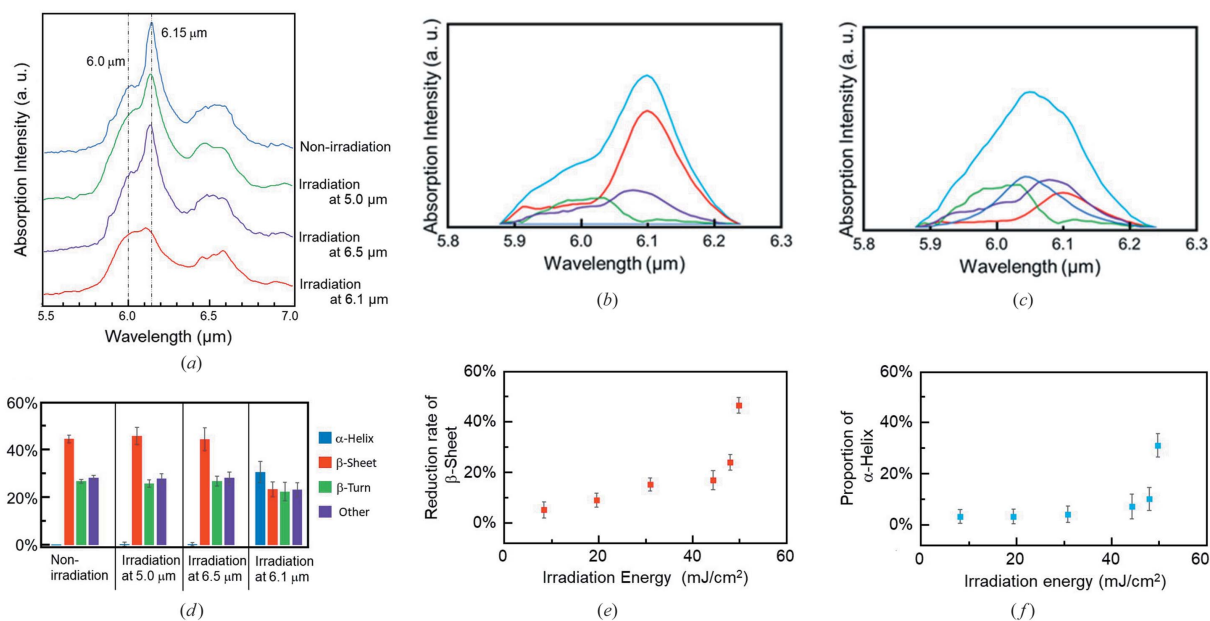 6.15 µm
6.0 µm
Absorption Intensity (a. u.)
Non-irradiation
Irradiation
at 5.0 µm
Irradiation
at 6.5 µm
Irradiation
at 6.1 µm
5.5 6.0 6.5 7.0
Wavelength (µm)
(a)
Absorption Intensity (a. u.)
5.8 5.9 6.0 6.1 6.2 6.3
Wavelength (µm)
(b)
Absorption Intensity (a. u.)
5.8 5.9 6.0 6.1 6.2 6.3
Wavelength (µm)
(c)
60%
40%
20%
0%
Non-
irradiation
Irradiation
at 5.0 µm
Irradiation
at 6.5 µm
Irradiation
at 6.1 µm
α-Helix
β-Sheet
β-Turn
Other
(d)
Reduction rate of
β-Sheet
60%
40%
20%
0%
0 20 40 60
Irradiation Energy (mJ/cm²)
(e)
Proportion of
α-Helix
60%
40%
20%
0%
0 20 40 60
Irradiation energy (mJ/cm²)
(f)